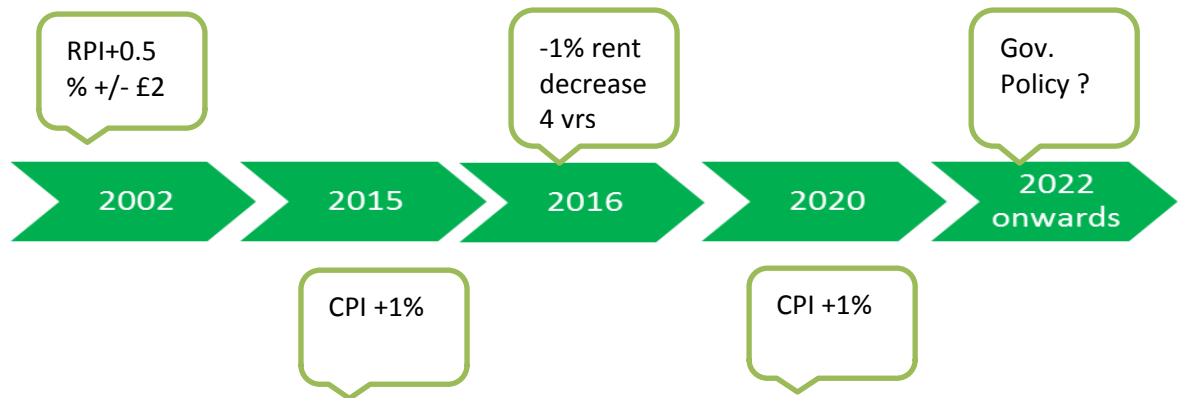 RPI+0.5
% +/- £2
-1% rent
decrease
4 yrs
Gov.
Policy ?
2002
2015
2016
2020
2022
onwards
CPI +1%
CPI +1%